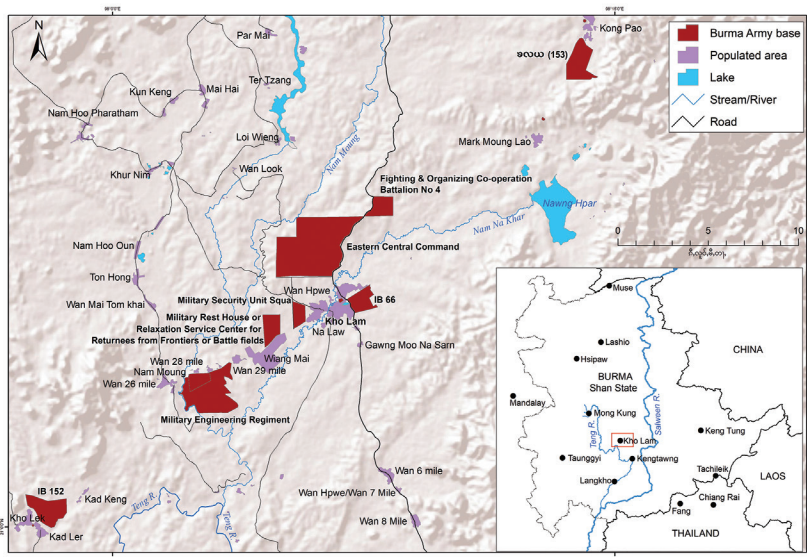 N
Par Mai
Kong Pao
ခလယ (153)
Burma Army base
Populated area
Lake
Stream/River
Road
Ter Tzang
Kun Keng
Mai Hai
Nam Hoo Pharatham
Loi Wieng
Nam Moung
Mark Moung Lao
Khur Nim
Wan Look
Fighting & Organizing Co-operation
Battalion No 4
Nawng Hpar
Nam Na Khar
Nam Hoo Oun
Eastern Central Command
0 5 10
Ton Hong
Wan Hpwe
Military Security Unit Squa
IB 66
Wan Mai Tom khai
Military Rest House or
Relaxation Service Center for
Returnees from Frontiers or Battle fields
Kho Lam
Na Law
Gawng Moo Na Sarn
Wan 28 mile
Wiang Mai
Nam Moung
Wan 29 mile
Wan 26 mile
Military Engineering Regiment
Wan 6 mile
IB 152
Kad Keng
Wan Hpwe/Wan 7 Mile
Kho Lek
Teng R.
Teng R.
Wan 8 Mile
Kad Ler
Muse
Lashio
Hsipaw
CHINA
BURMA
Shan State
Mandalay
Salween R.
Mong Kung
Tang R.
Keng Tung
Kho Lam
Taunggyi
Kengtawng
Tachileik
LAOS
Langkho
Chiang Rai
Fang
THAILAND